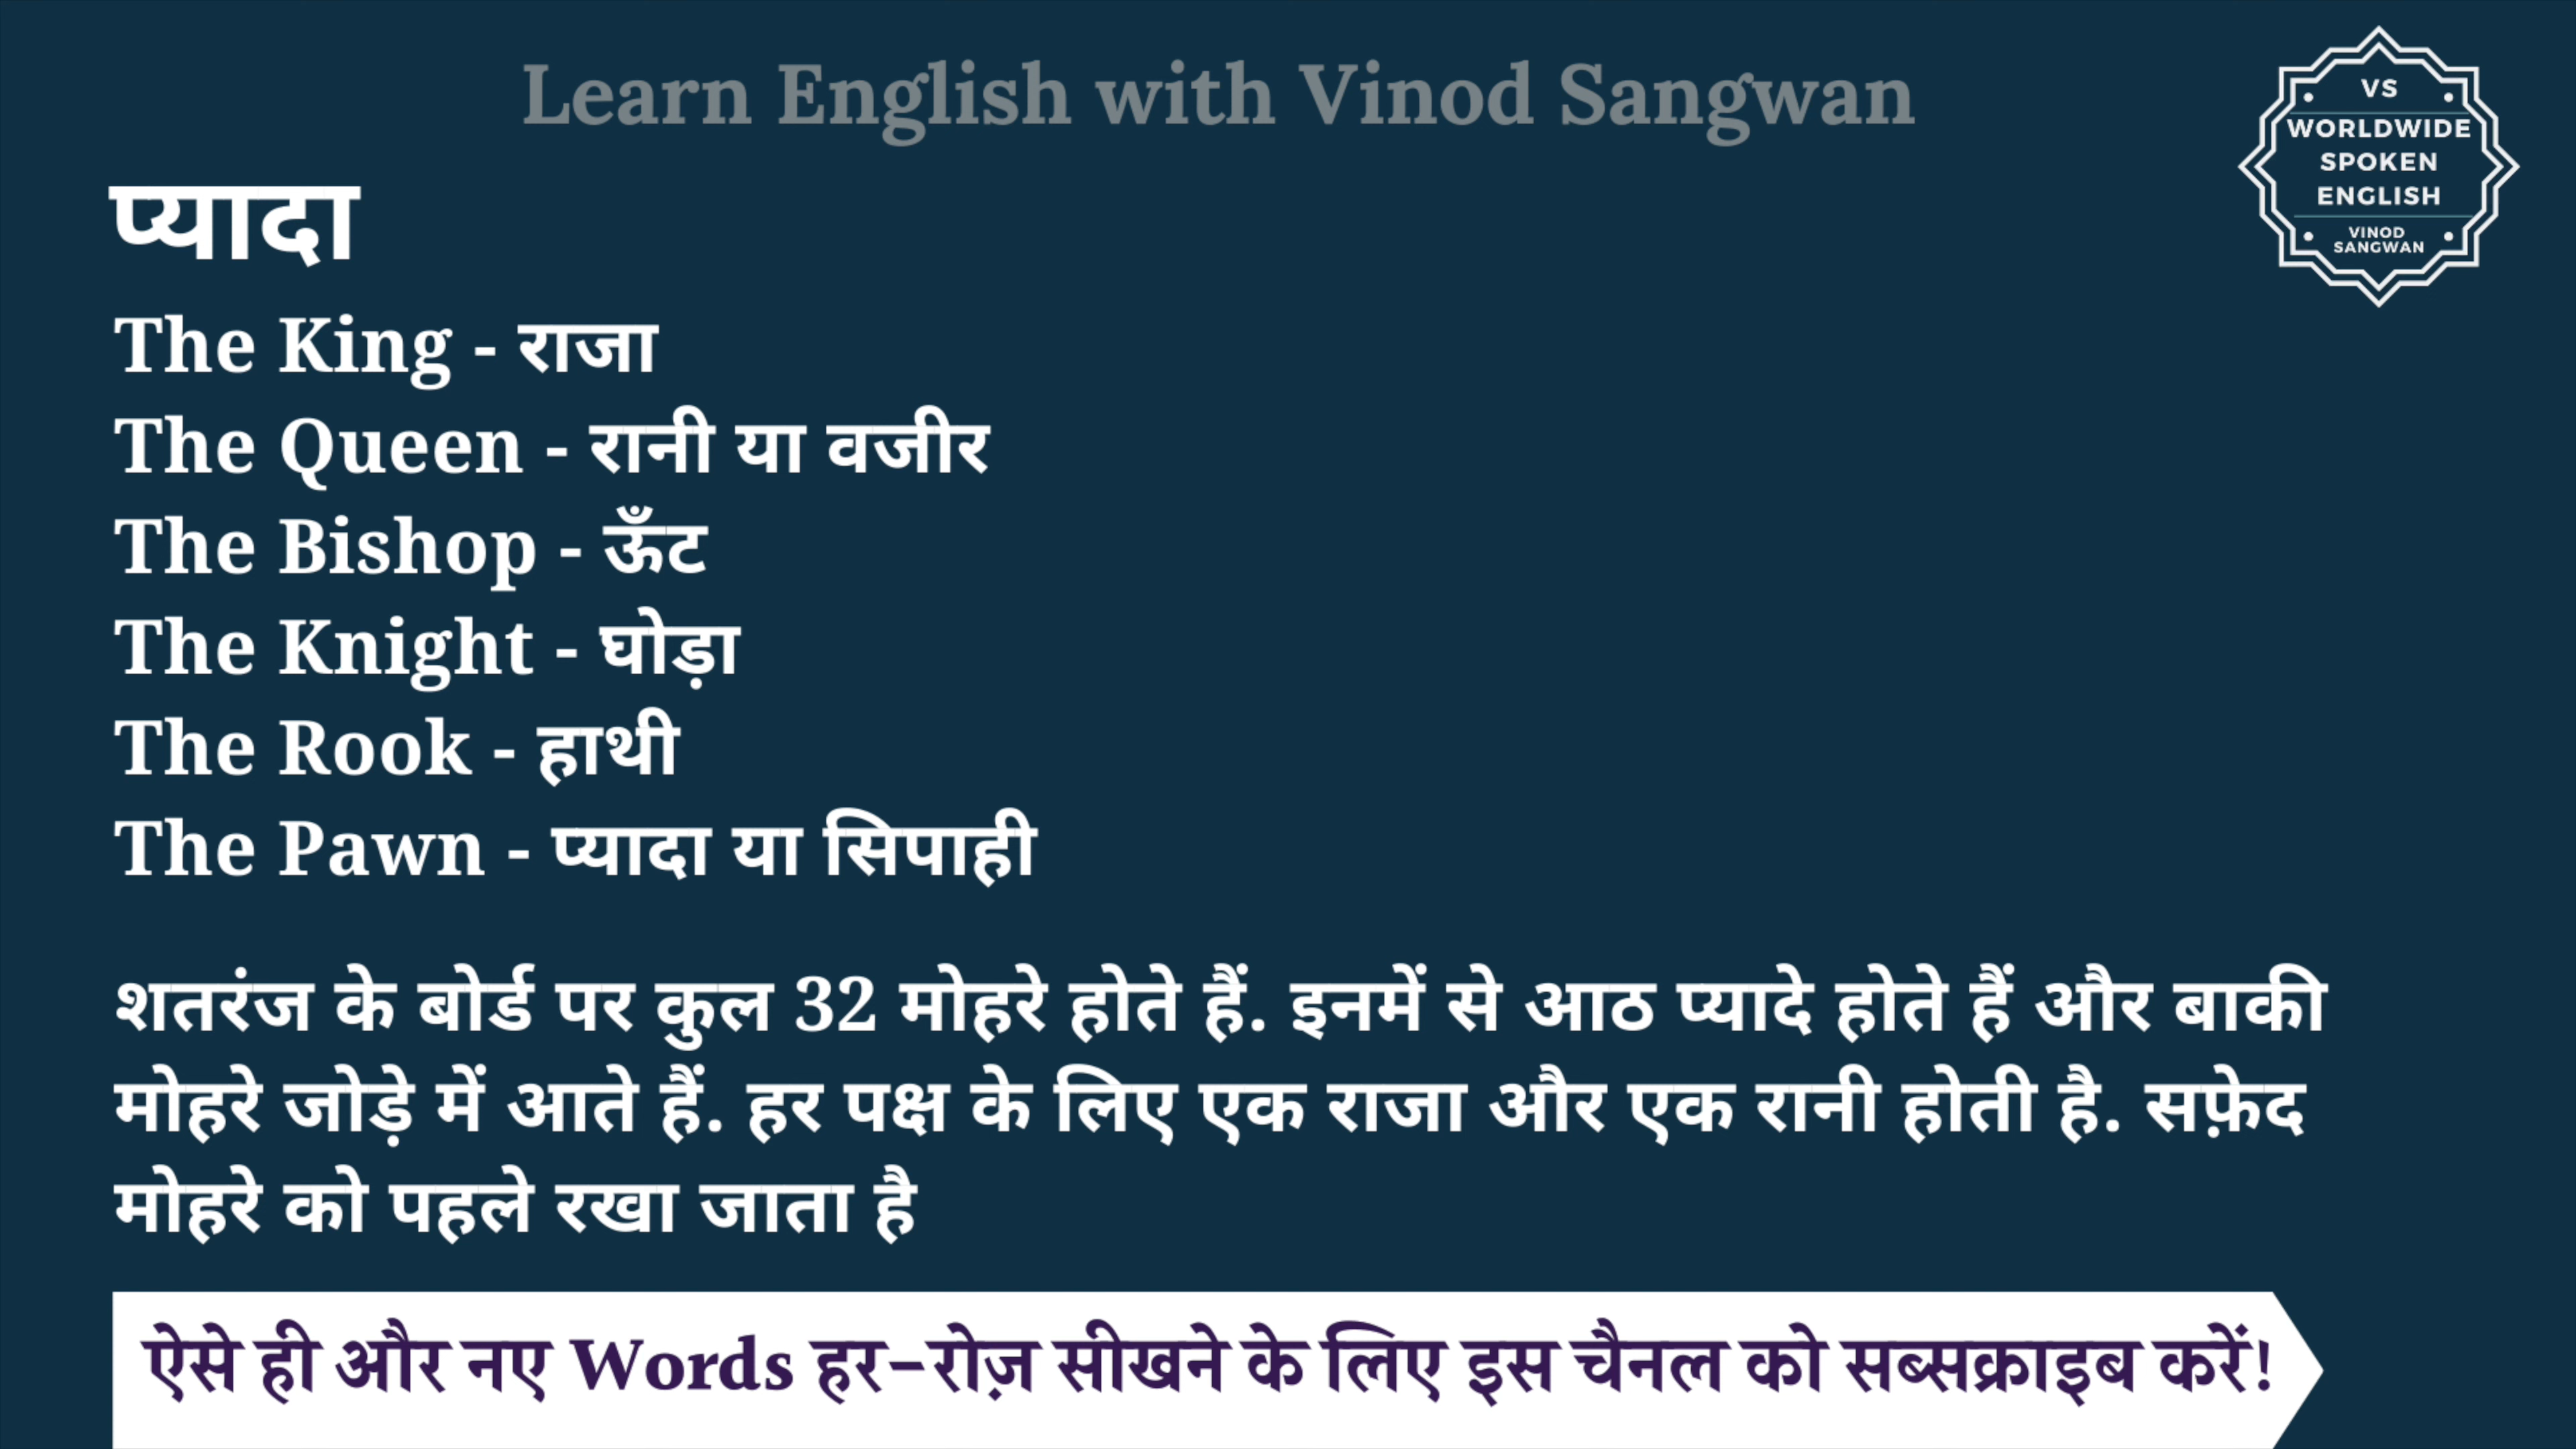 Learn English with Vinod Sangwan
VS
WORLDWIDE
SPOKEN
ENGLISH
VINOD
SANGWAN
प्यादा
The King - राजा
The Queen - रानी या वजीर
The Bishop - ऊँट
The Knight - घोड़ा
The Rook - हाथी
The Pawn - प्यादा या सिपाही
शतरंज के बोर्ड पर कुल 32 मोहरे होते हैं. इनमें से आठ प्यादे होते हैं और बाकी
मोहरे जोड़े में आते हैं. हर पक्ष के लिए एक राजा और एक रानी होती है. सफ़ेद
मोहरे को पहले रखा जाता है
ऐसे ही और नए Words हर-रोज़ सीखने के लिए इस चैनल को सब्सक्राइब करें!